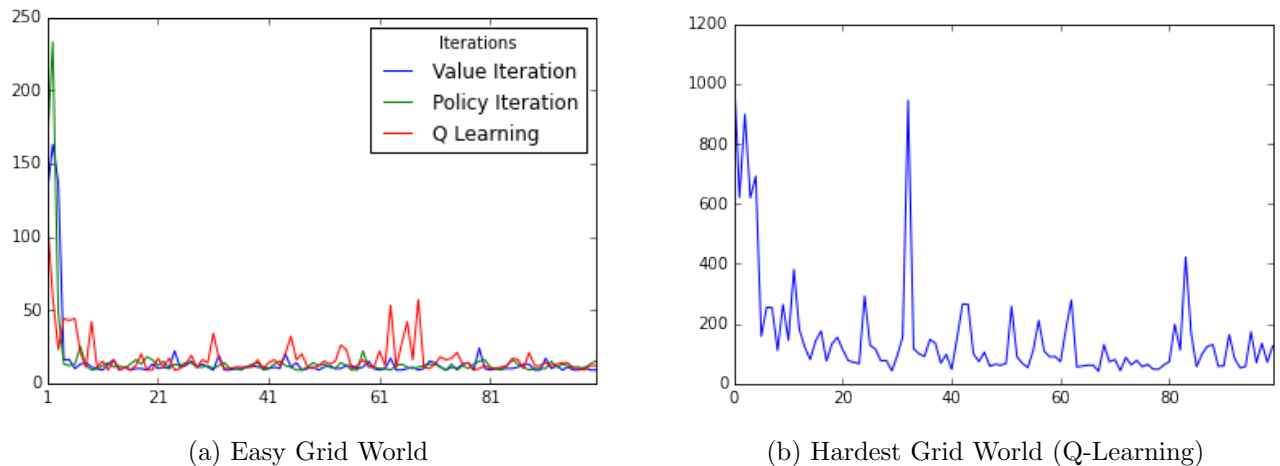 250
200
150
100
50
0
1 21 41 61 81
Iterations
Value Iteration
Policy Iteration
Q Learning
(a) Easy Grid World
1200
1000
800
600
400
200
0
0 20 40 60 80
(b) Hardest Grid World (Q-Learning)